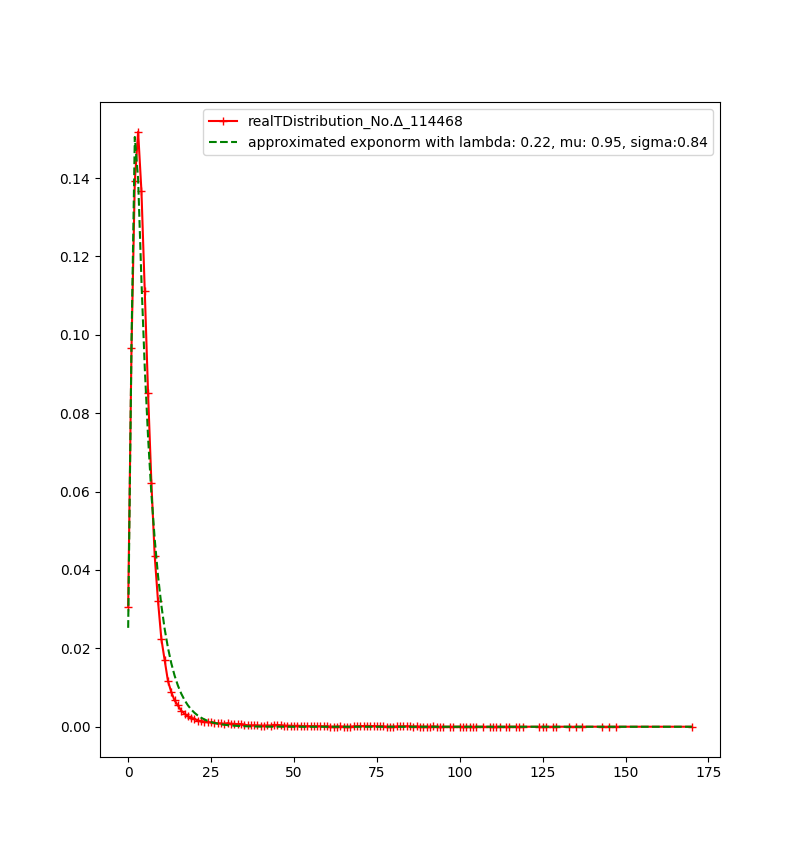 realTDistribution_No.Δ_114468
approximated exponorm with lambda: 0.22, mu: 0.95, sigma:0.84
0.14
0.12
0.10
0.08
0.06
0.04
0.02
0.00
0 25 50 75 100 125 150 175